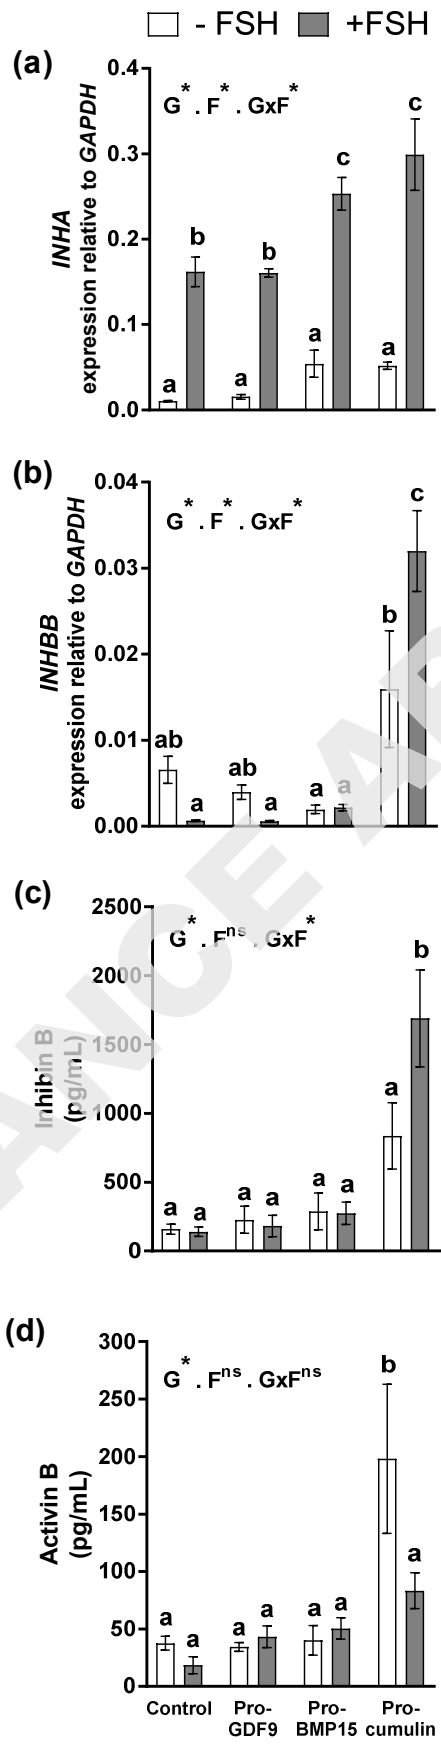 - FSH +FSH
(a)
G* . F* . GxF*
INHA
expression relative to GAPDH
0.4
0.3
0.2
0.1
0.0
a b a b a c a c
(b)
G* . F* . GxF*
INHBB
expression relative to GAPDH
0.04
0.03
0.02
0.01
0.00
ab a ab a a a b c
(c)
G* . Fns . GxF*
Inhibin B
(pg/mL)
2500
2000
1500
1000
500
0
a a a a a a a b
(d)
G* . Fns . GxFns
Activin B
(pg/mL)
300
200
150
100
50
0
a a a a a a b a
Control Pro- Pro- Pro-
GDF9 BMP15 cumulin
ANCE A